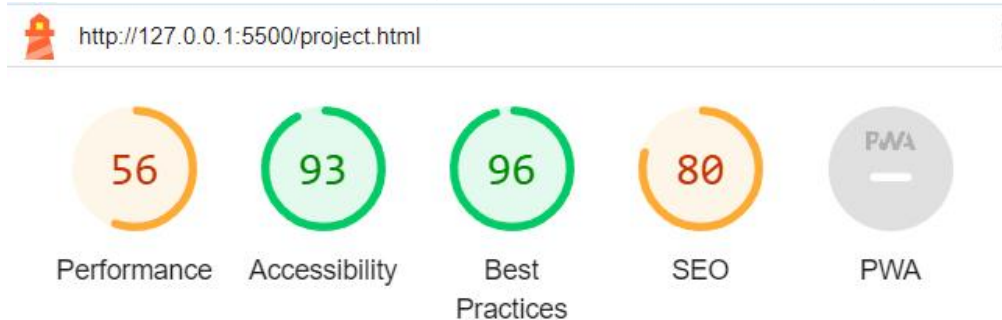 http://127.0.0.1:5500/project.html
56
93
96
80
PWA
Performance
Accessibility
Best
Practices
SEO
PWA